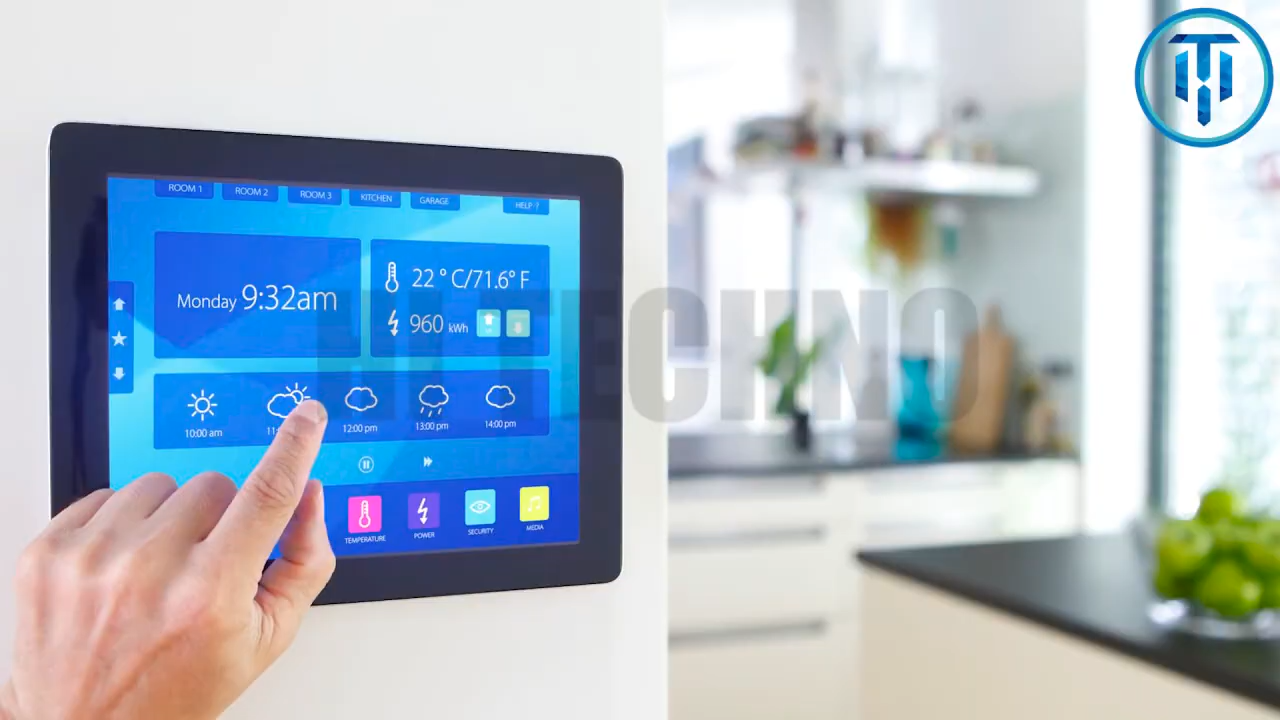 ROOM 1
ROOM 2
ROOM 3
KITCHEN
GARAGE
HELP ?
Monday 9:32am
22 ° C/71.6° F
960 kWh
HI TECHNO
10:00 am
12:00 pm
13:00 pm
14:00 pm
TEMPERATURE
POWER
SECURITY
MEDIA